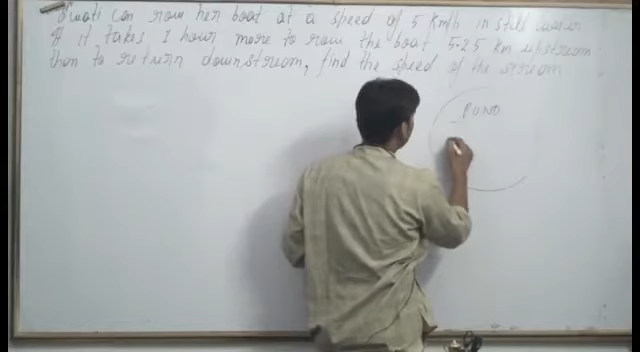 Swati can row her boat at a speed of 5 km/h in still water
If it takes 1 hour more to row the boat 5.25 km upstream
than to return downstream, find the speed of the stream
POND